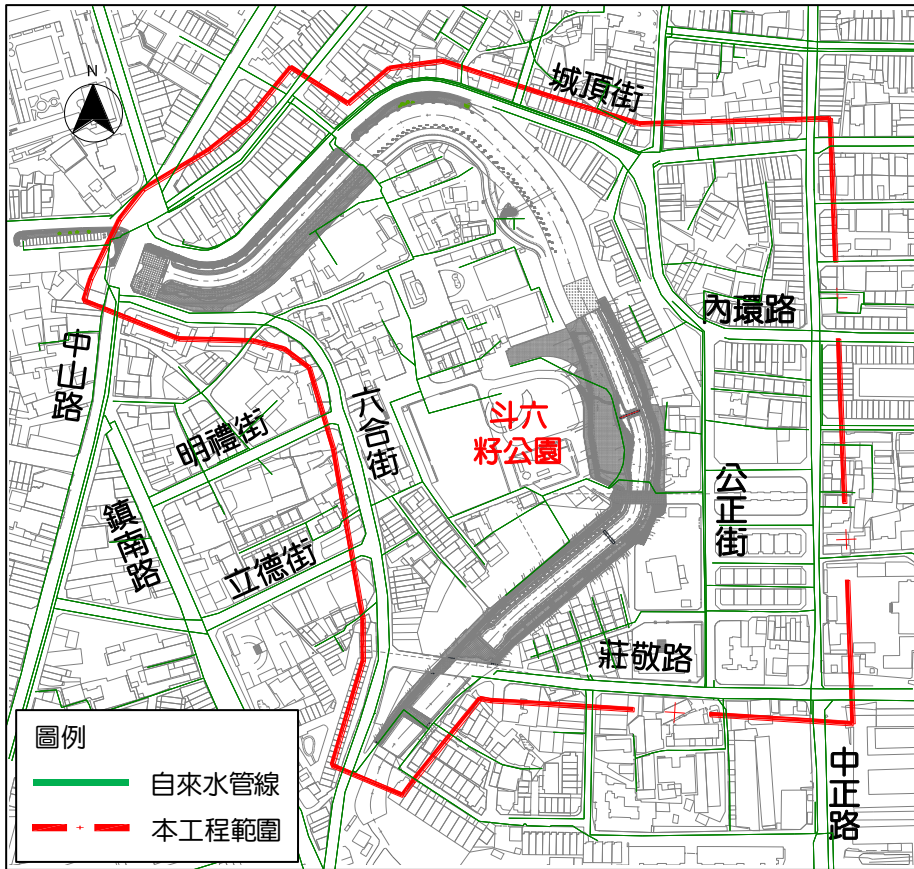 N
城頂街
內環路
中山路
六合街
斗六
籽公園
明禮街
公正街
鎮南路
立德街
莊敬路
中正路
圖例
自來水管線
本工程範圍